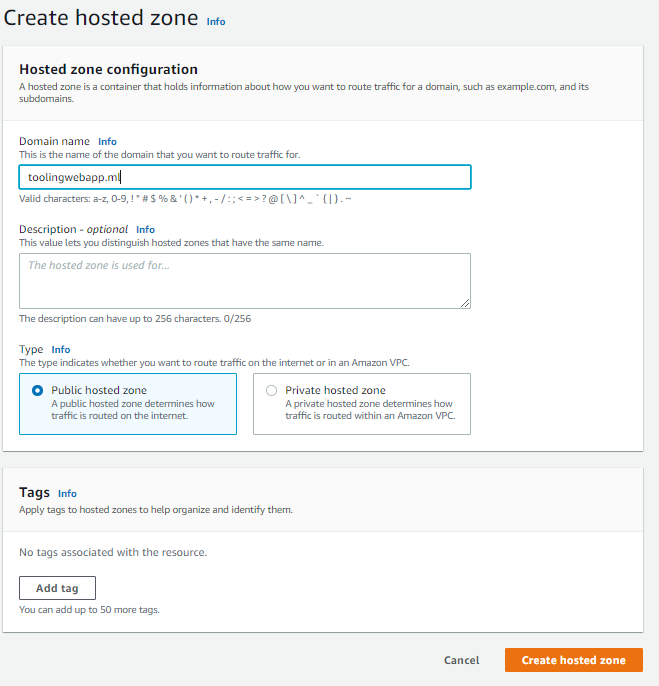 Create hosted zone Info
Hosted zone configuration
A hosted zone is a container that holds information about how you want to route traffic for a domain, such as example.com, and its
subdomains.
Domain name Info
This is the name of the domain that you want to route traffic for.
toolingwebapp.ml
Valid characters: a-z, 0-9, ! " # $ % & ' ( ) * + , - / : ; < = > ? @ [ \ ] ^ _ ` { | } . ~
Description - optional Info
This value lets you distinguish hosted zones that have the same name.
The hosted zone is used for...
The description can have up to 256 characters. 0/256
Type Info
The type indicates whether you want to route traffic on the internet or in an Amazon VPC.
Public hosted zone
A public hosted zone determines how
traffic is routed on the internet.
Private hosted zone
A private hosted zone determines how
traffic is routed within an Amazon VPC.
Tags Info
Apply tags to hosted zones to help organize and identify them.
No tags associated with the resource.
Add tag
You can add up to 50 more tags.
Cancel
Create hosted zone